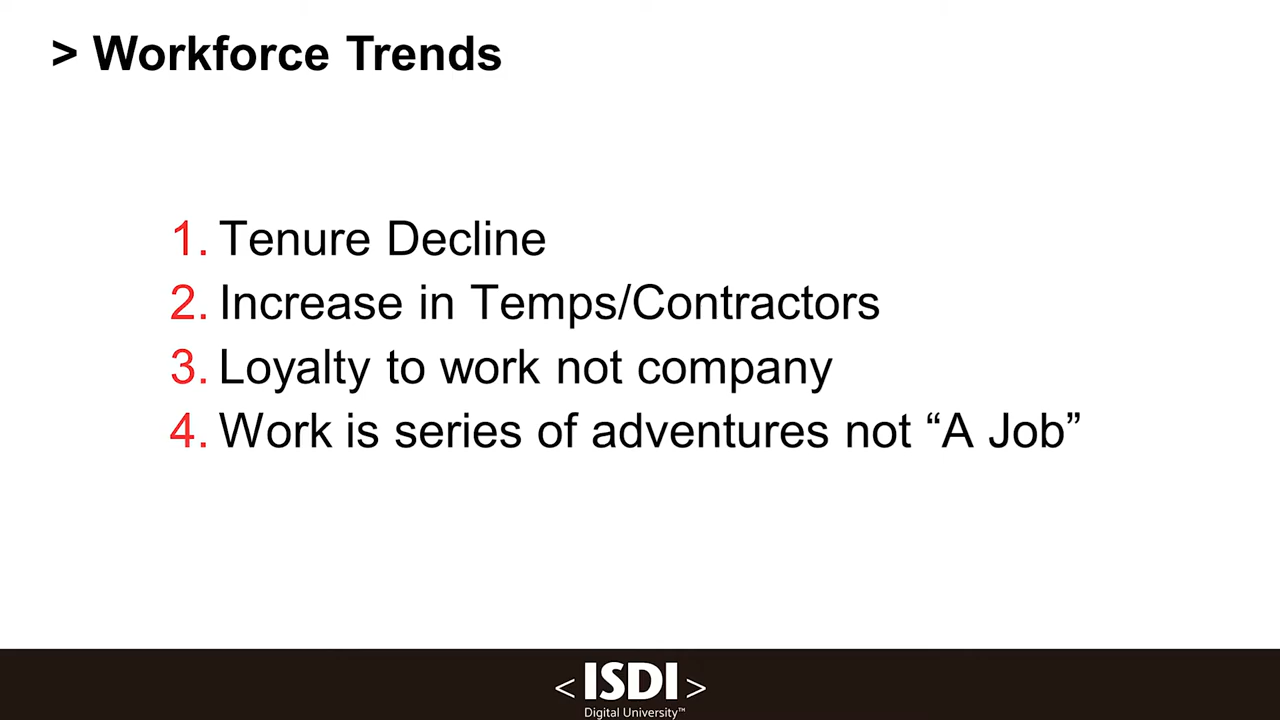 > Workforce Trends
1. Tenure Decline
2. Increase in Temps/Contractors
3. Loyalty to work not company
4. Work is series of adventures not “A Job”
<ISDI>
Digital University™